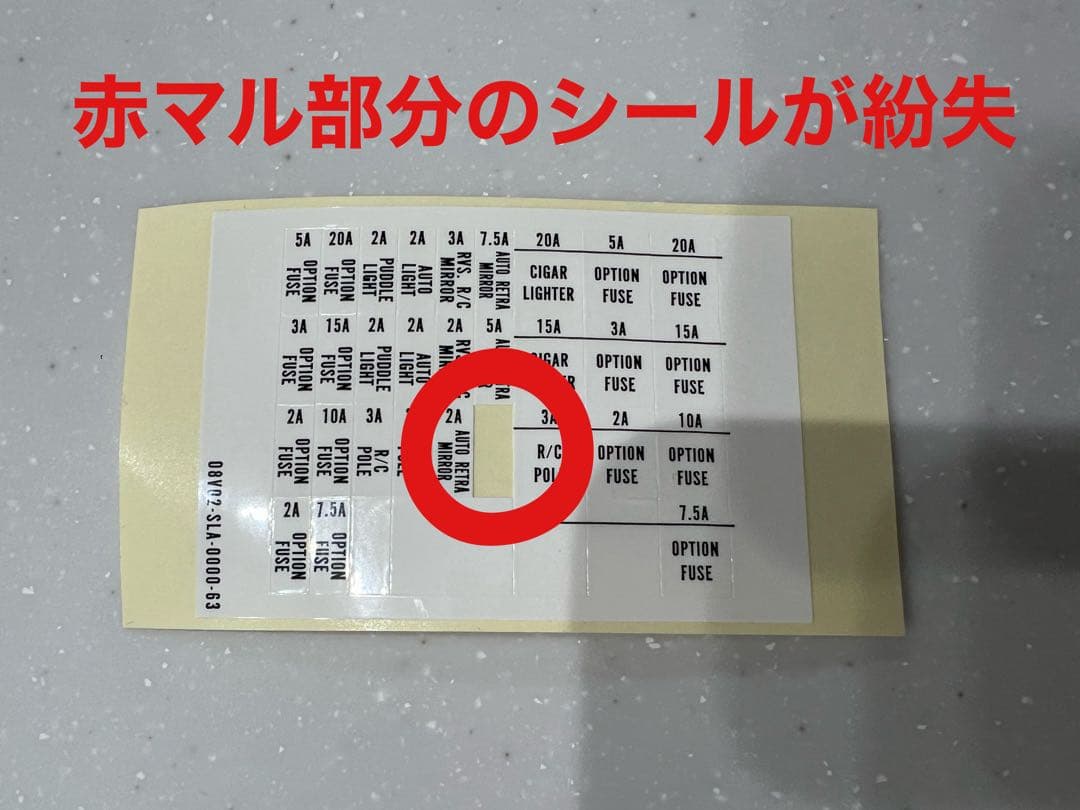 赤マル部分のシールが紛失
5A 20A 2A 2A 3A 7.5A 20A 5A 20A
OPTION FUSE OPTION FUSE PUDDLE LIGHT AUTO LIGHT RVS. R/C MIRROR AUTO RETRA MIRROR CIGAR LIGHTER OPTION FUSE OPTION FUSE
3A 15A 2A 2A 2A 5A 15A 3A 15A
OPTION FUSE OPTION FUSE PUDDLE LIGHT AUTO LIGHT OPTION FUSE OPTION FUSE
2A 10A 3A 2A 3A 2A 10A
OPTION FUSE OPTION FUSE R/C POLE AUTO RETRA MIRROR R/C OPTION FUSE OPTION FUSE
2A 7.5A 7.5A
OPTION FUSE OPTION FUSE OPTION FUSE
08V02-SLA-0000-63